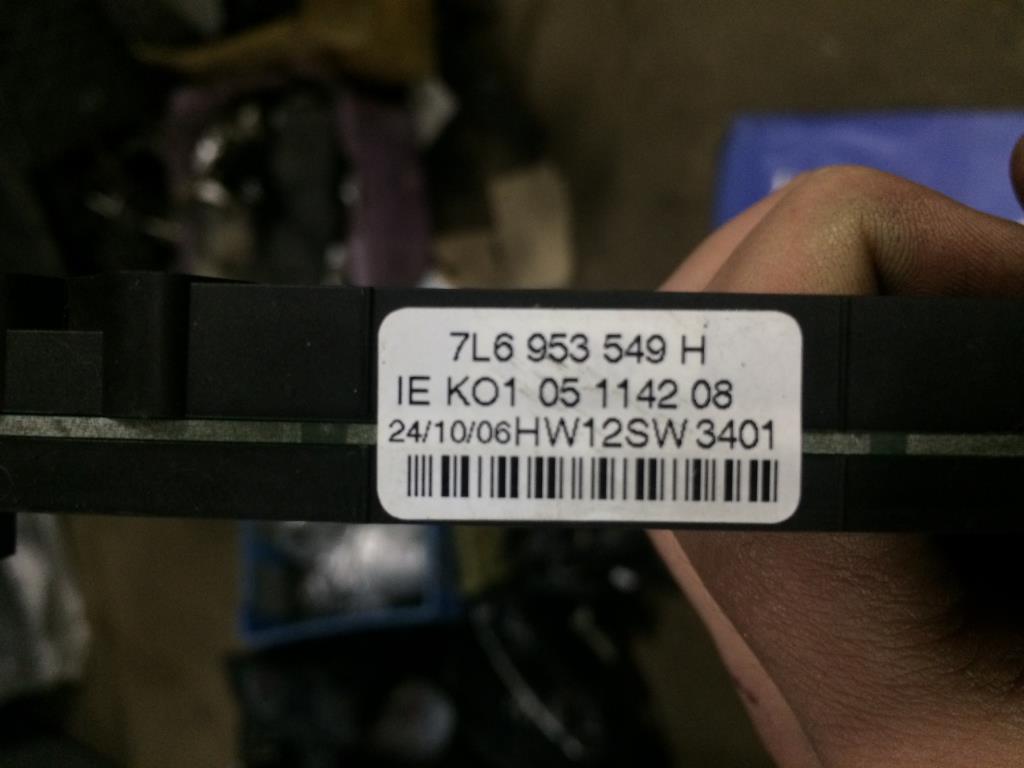 7L6 953 549 H
IE KO1 05 1142 08
24/10/06HW12SW 3401